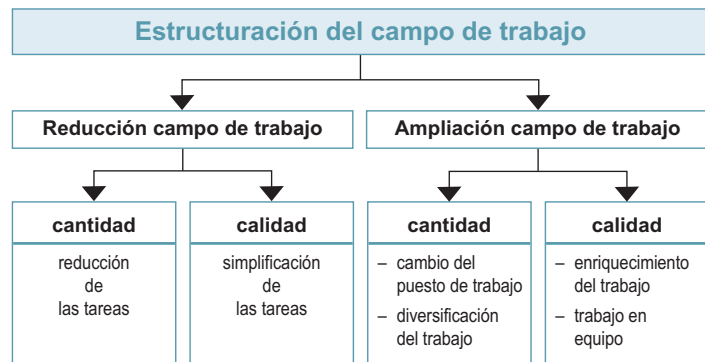 Estructuración del campo de trabajo
Reducción campo de trabajo
Ampliación campo de trabajo
cantidad
reducción
de
las tareas
calidad
simplificación
de
las tareas
cantidad
– cambio del
puesto de trabajo
– diversificación
del trabajo
calidad
– enriquecimiento
del trabajo
– trabajo en
equipo